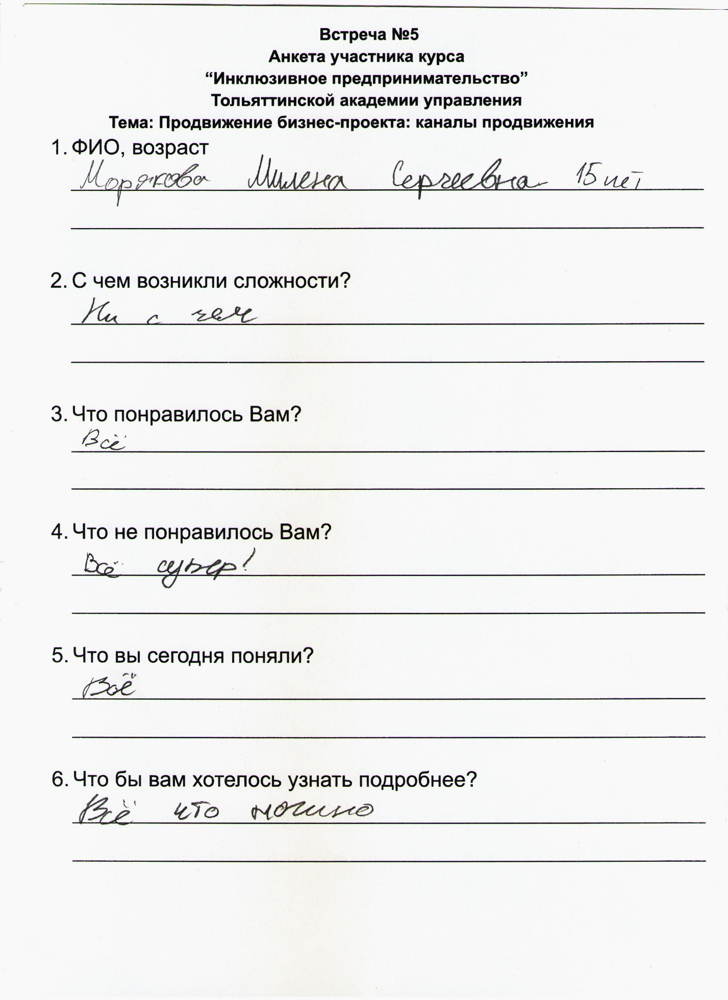 Встреча №5
Анкета участника курса
“Инклюзивное предпринимательство”
Тольяттинской академии управления
Тема: Продвижение бизнес-проекта: каналы продвижения
1. ФИО, возраст
Морякова Милена Сергеевна 15 лет
2. С чем возникли сложности?
Ни с чем
3. Что понравилось Вам?
Всё
4. Что не понравилось Вам?
Всё супер!
5. Что вы сегодня поняли?
Всё
6. Что бы вам хотелось узнать подробнее?
Всё что можно